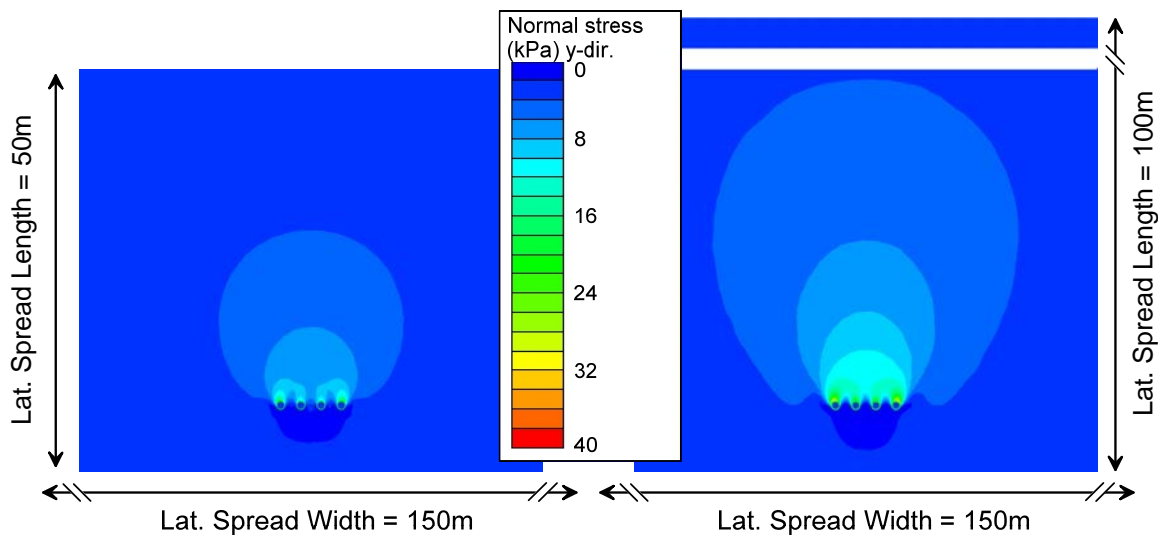 Normal stress
(kPa) y-dir.
0
8
16
24
32
40
Lat. Spread Length = 50m
Lat. Spread Width = 150m
Lat. Spread Length = 100m
Lat. Spread Width = 150m